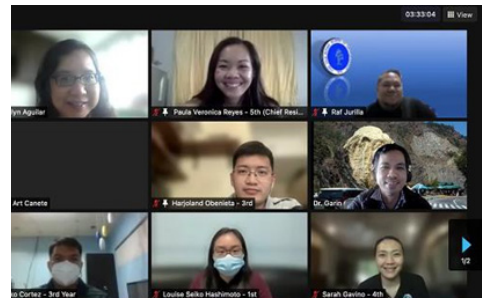 03:33:04 View
lyn Aguilar
Paula Veronica Reyes - 5th (Chief Resi...
Raf Jurilla
Art Canete
Harjoland Obenieta - 3rd
Dr. Garin
ko Cortez - 3rd Year
Louise Seiko Hashimoto - 1st
Sarah Gavino - 4th
1/2